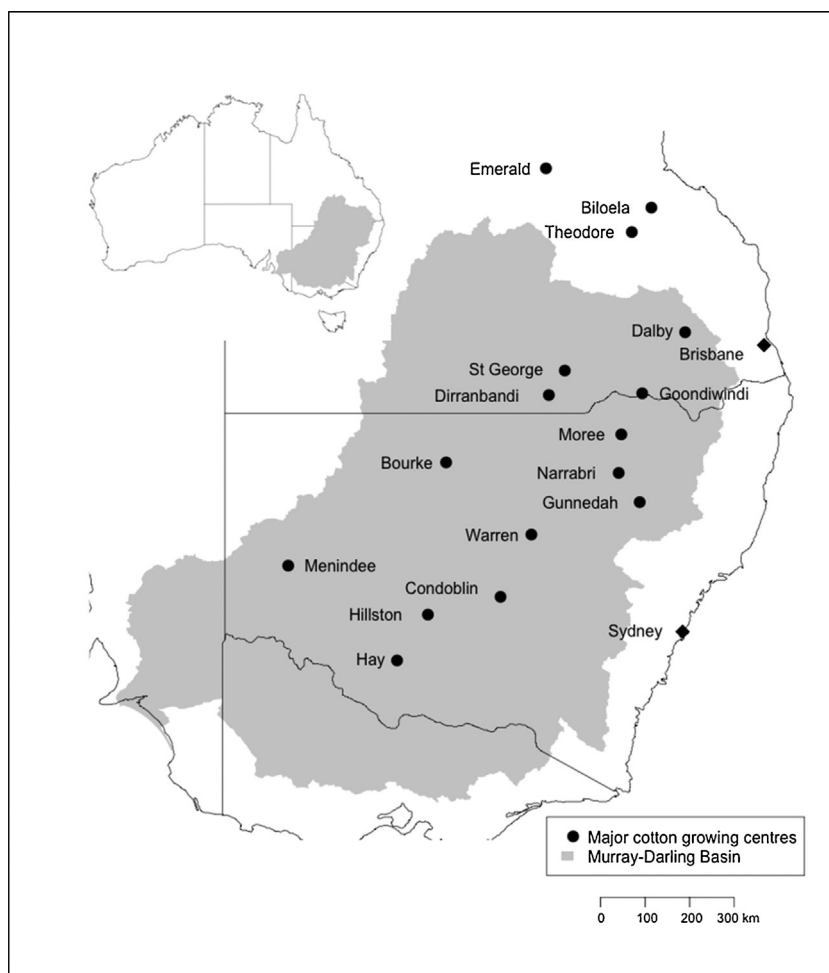 Emerald
Biloela
Theodore
Dalby
Brisbane
St George
Dirranbandi
Goondiwindi
Moree
Bourke
Narrabri
Gunnedah
Warren
Menindee
Condoblin
Hillston
Sydney
Hay
Major cotton growing centres
Murray-Darling Basin
0 100 200 300 km